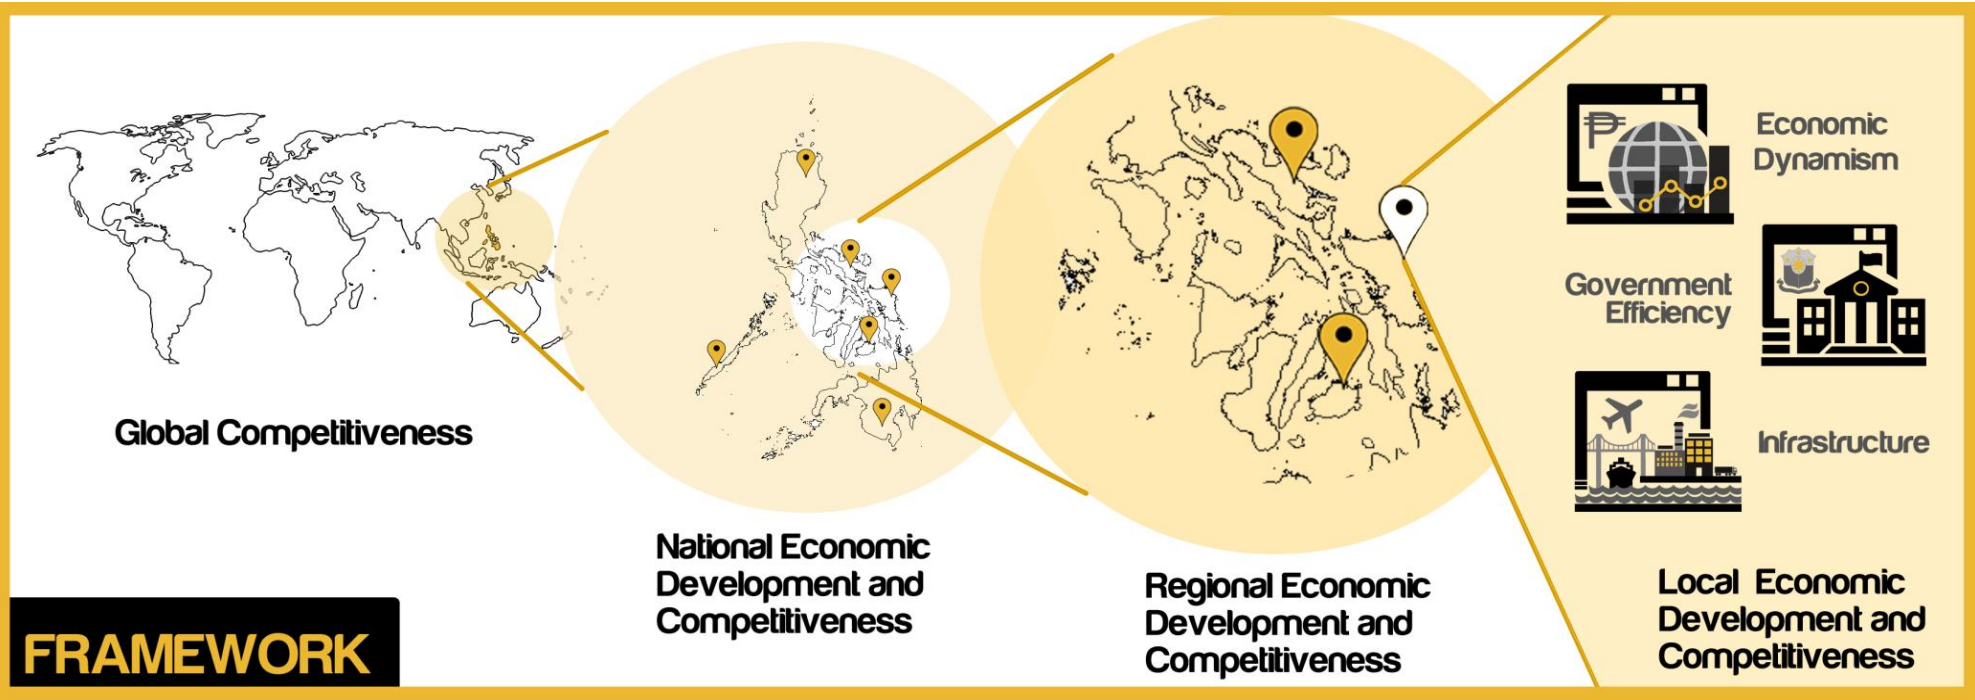 Global Competitiveness
National Economic
Development and
Competitiveness
Regional Economic
Development and
Competitiveness
Economic
Dynamism
Government
Efficiency
Infrastructure
Local Economic
Development and
Competitiveness
FRAMEWORK